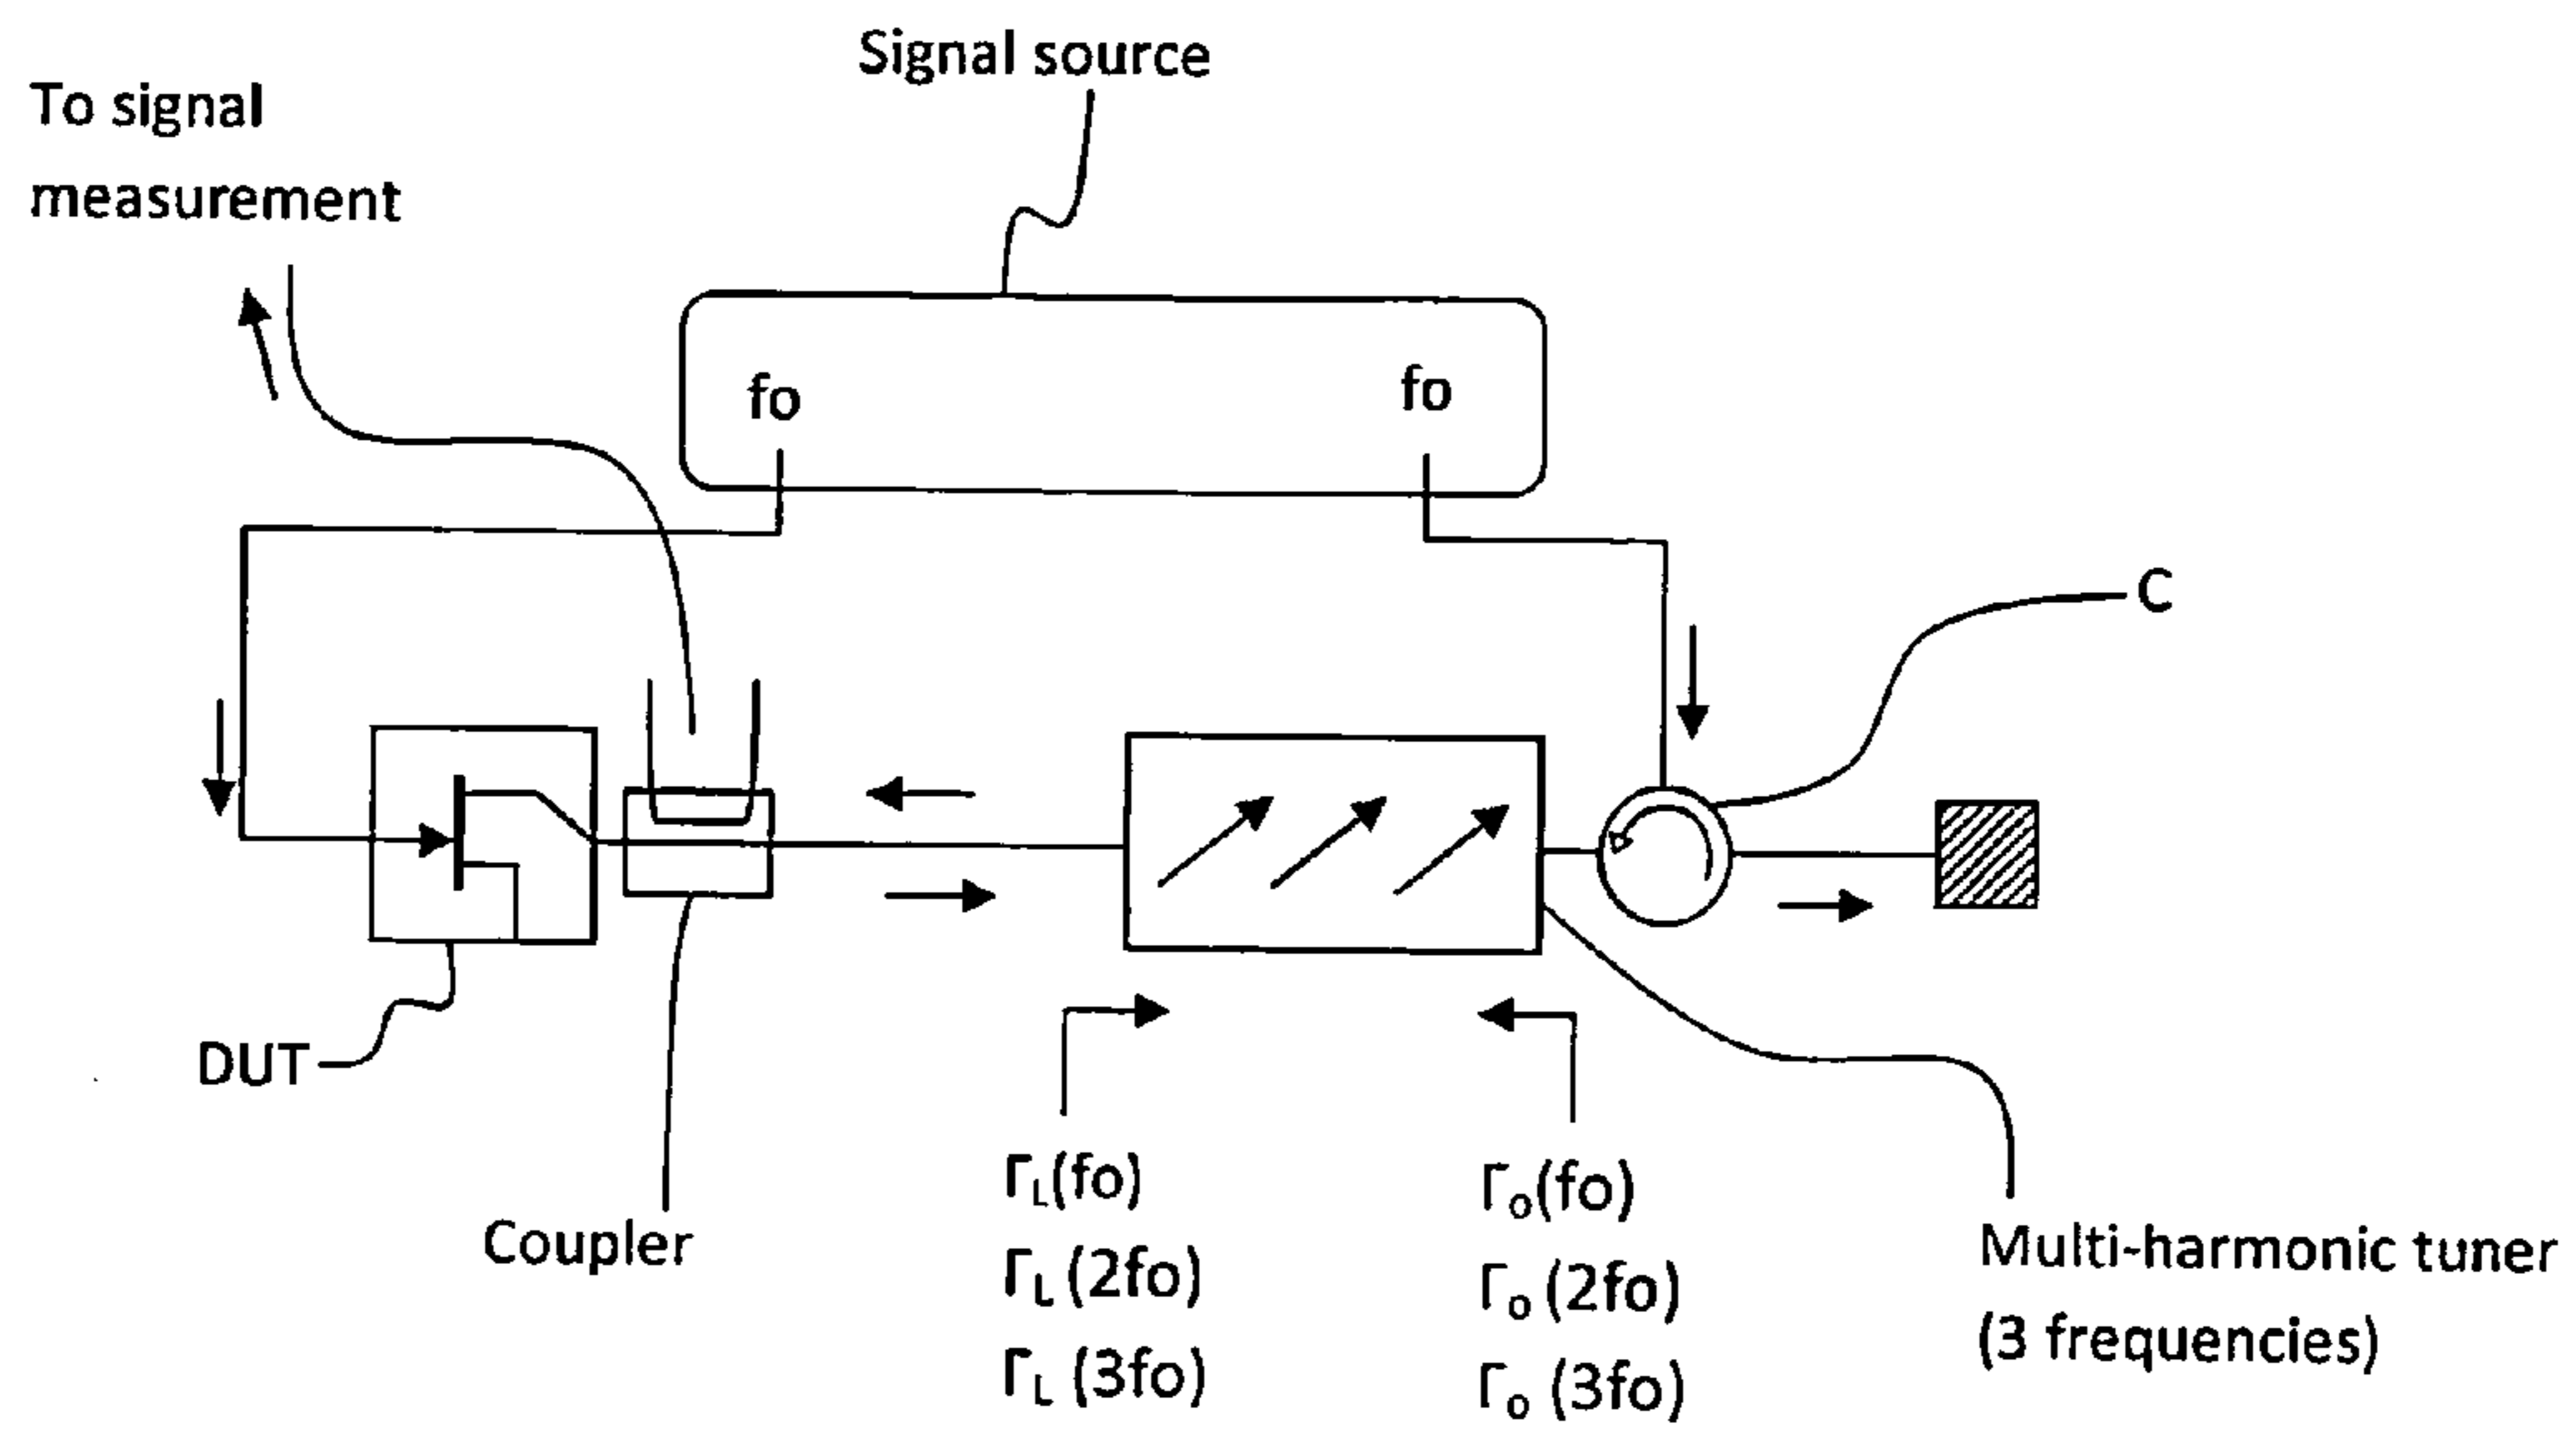 Signal source
To signal
measurement
fo
fo
C
DUT
Coupler
ΓL(fo)
ΓL (2fo)
ΓL (3fo)
Γo(fo)
Γo (2fo)
Γo (3fo)
Multi-harmonic tuner
(3 frequencies)